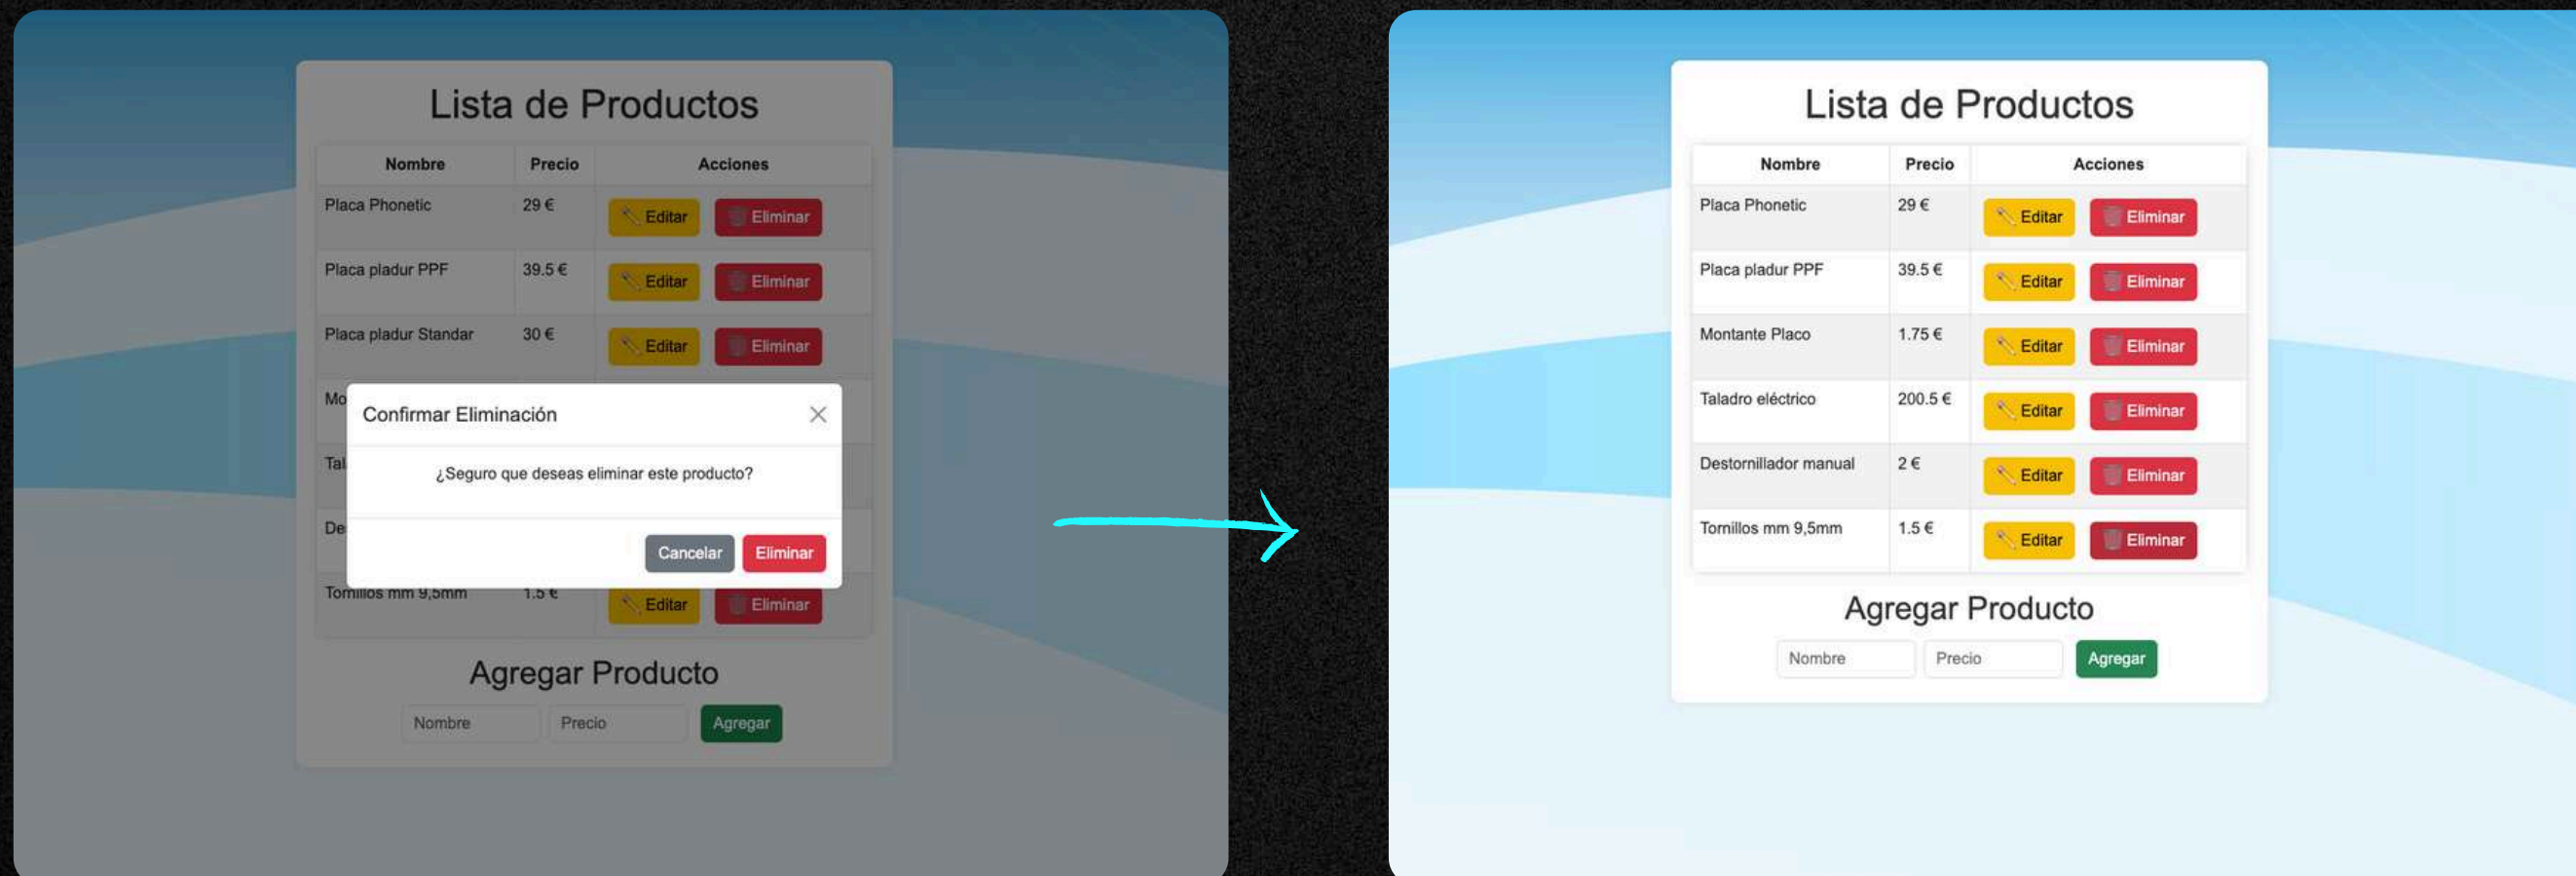 Lista de Productos
Nombre Precio Acciones
Placa Phonetic 29 € Editar Eliminar
Placa pladur PPF 39.5 € Editar Eliminar
Placa pladur Standar 30 € Editar Eliminar
Mo
Confirmar Eliminación
Tal
¿Seguro que deseas eliminar este producto?
De
Cancelar Eliminar
Tornillos mm 9,5mm 1.5 € Editar Eliminar
Agregar Producto
Nombre Precio Agregar
Lista de Productos
Nombre Precio Acciones
Placa Phonetic 29 € Editar Eliminar
Placa pladur PPF 39.5 € Editar Eliminar
Montante Placo 1.75 € Editar Eliminar
Taladro eléctrico 200.5 € Editar Eliminar
Destornillador manual 2 € Editar Eliminar
Tornillos mm 9,5mm 1.5 € Editar Eliminar
Agregar Producto
Nombre Precio Agregar